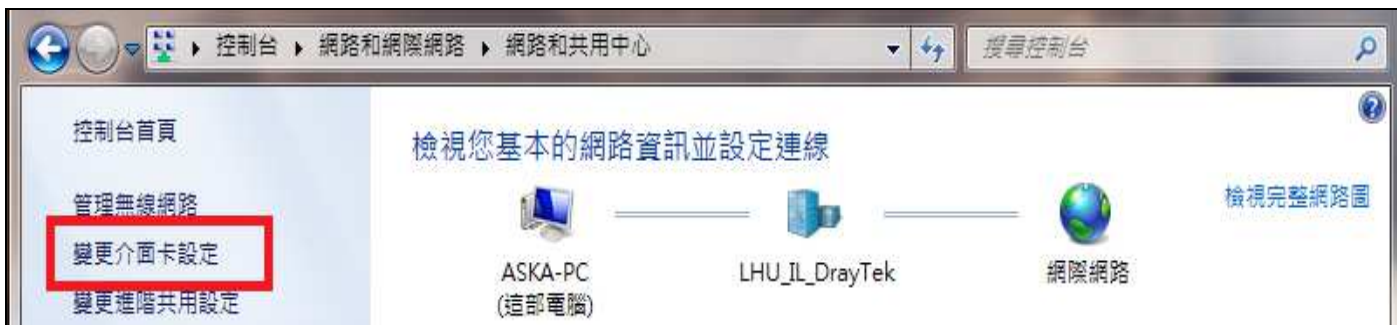 控制台 ▸ 網路和網際網路 ▸ 網路和共用中心
搜尋控制台
控制台首頁
管理無線網路
變更介面卡設定
變更進階共用設定
檢視您基本的網路資訊並設定連線
檢視完整網路圖
ASKA-PC
(這部電腦)
LHU_IL_DrayTek
網際網路